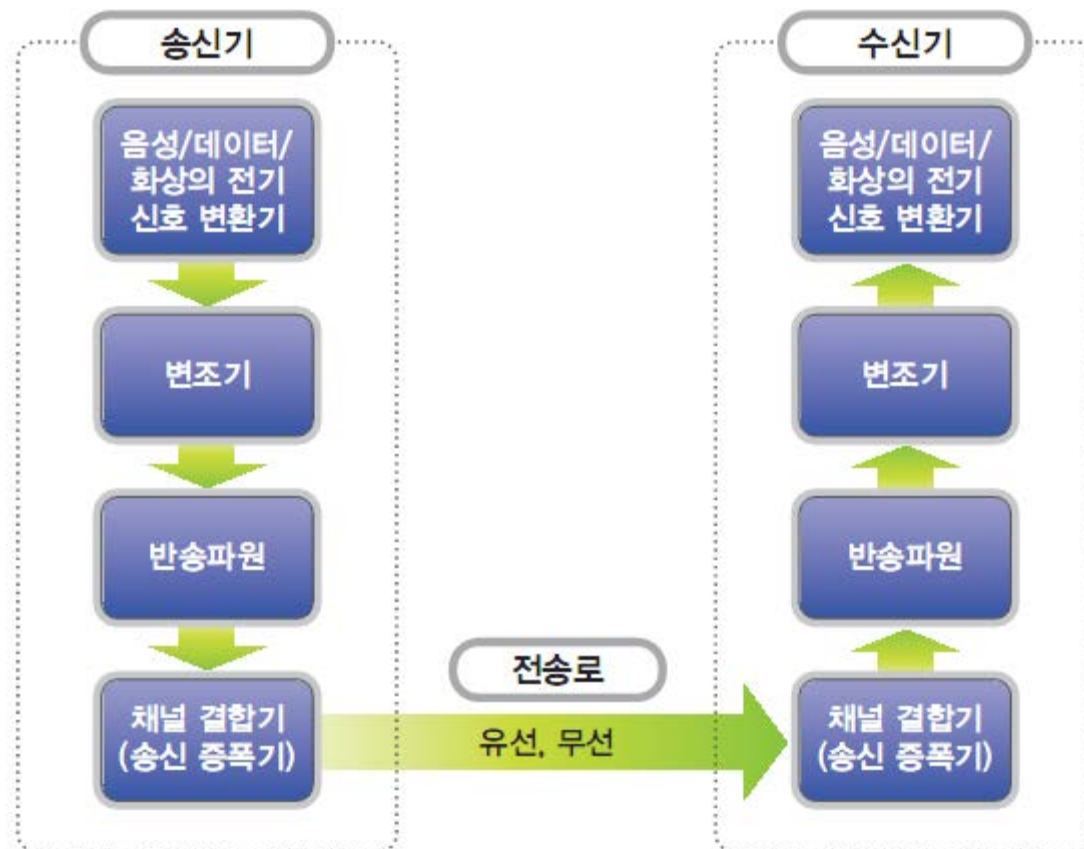 송신기
음성/데이터/
화상의 전기
신호 변환기
변조기
반송파원
채널 결합기
(송신 증폭기)
전송로
유선, 무선
수신기
음성/데이터/
화상의 전기
신호 변환기
변조기
반송파원
채널 결합기
(송신 증폭기)